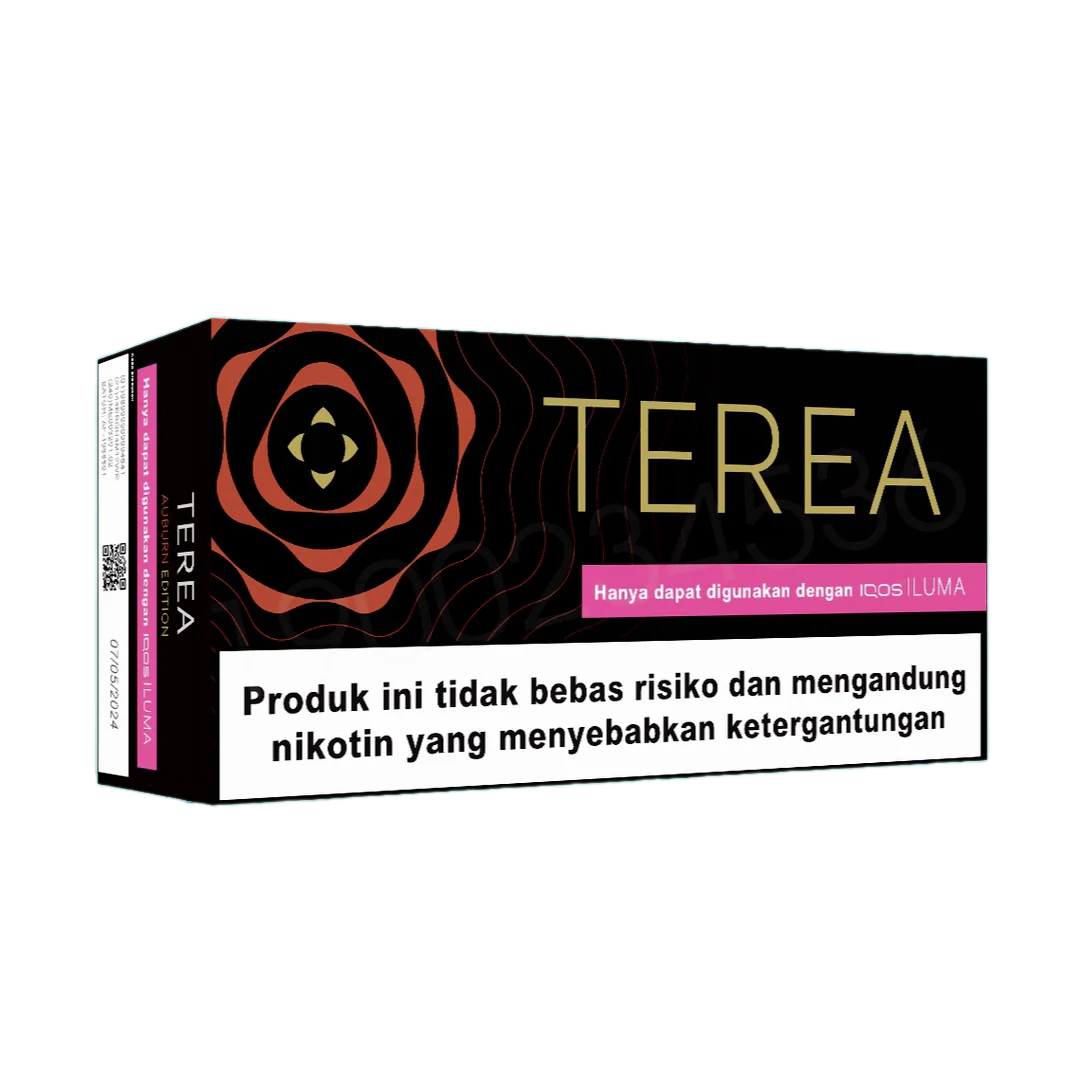 TEREA
Hanya dapat digunakan dengan IQOS ILUMA
Produk ini tidak bebas risiko dan mengandung
nikotin yang menyebabkan ketergantungan
TEREA
AUBURN EDITION
Hanya dapat digunakan dengan IQOS ILUMA
07/05/2024